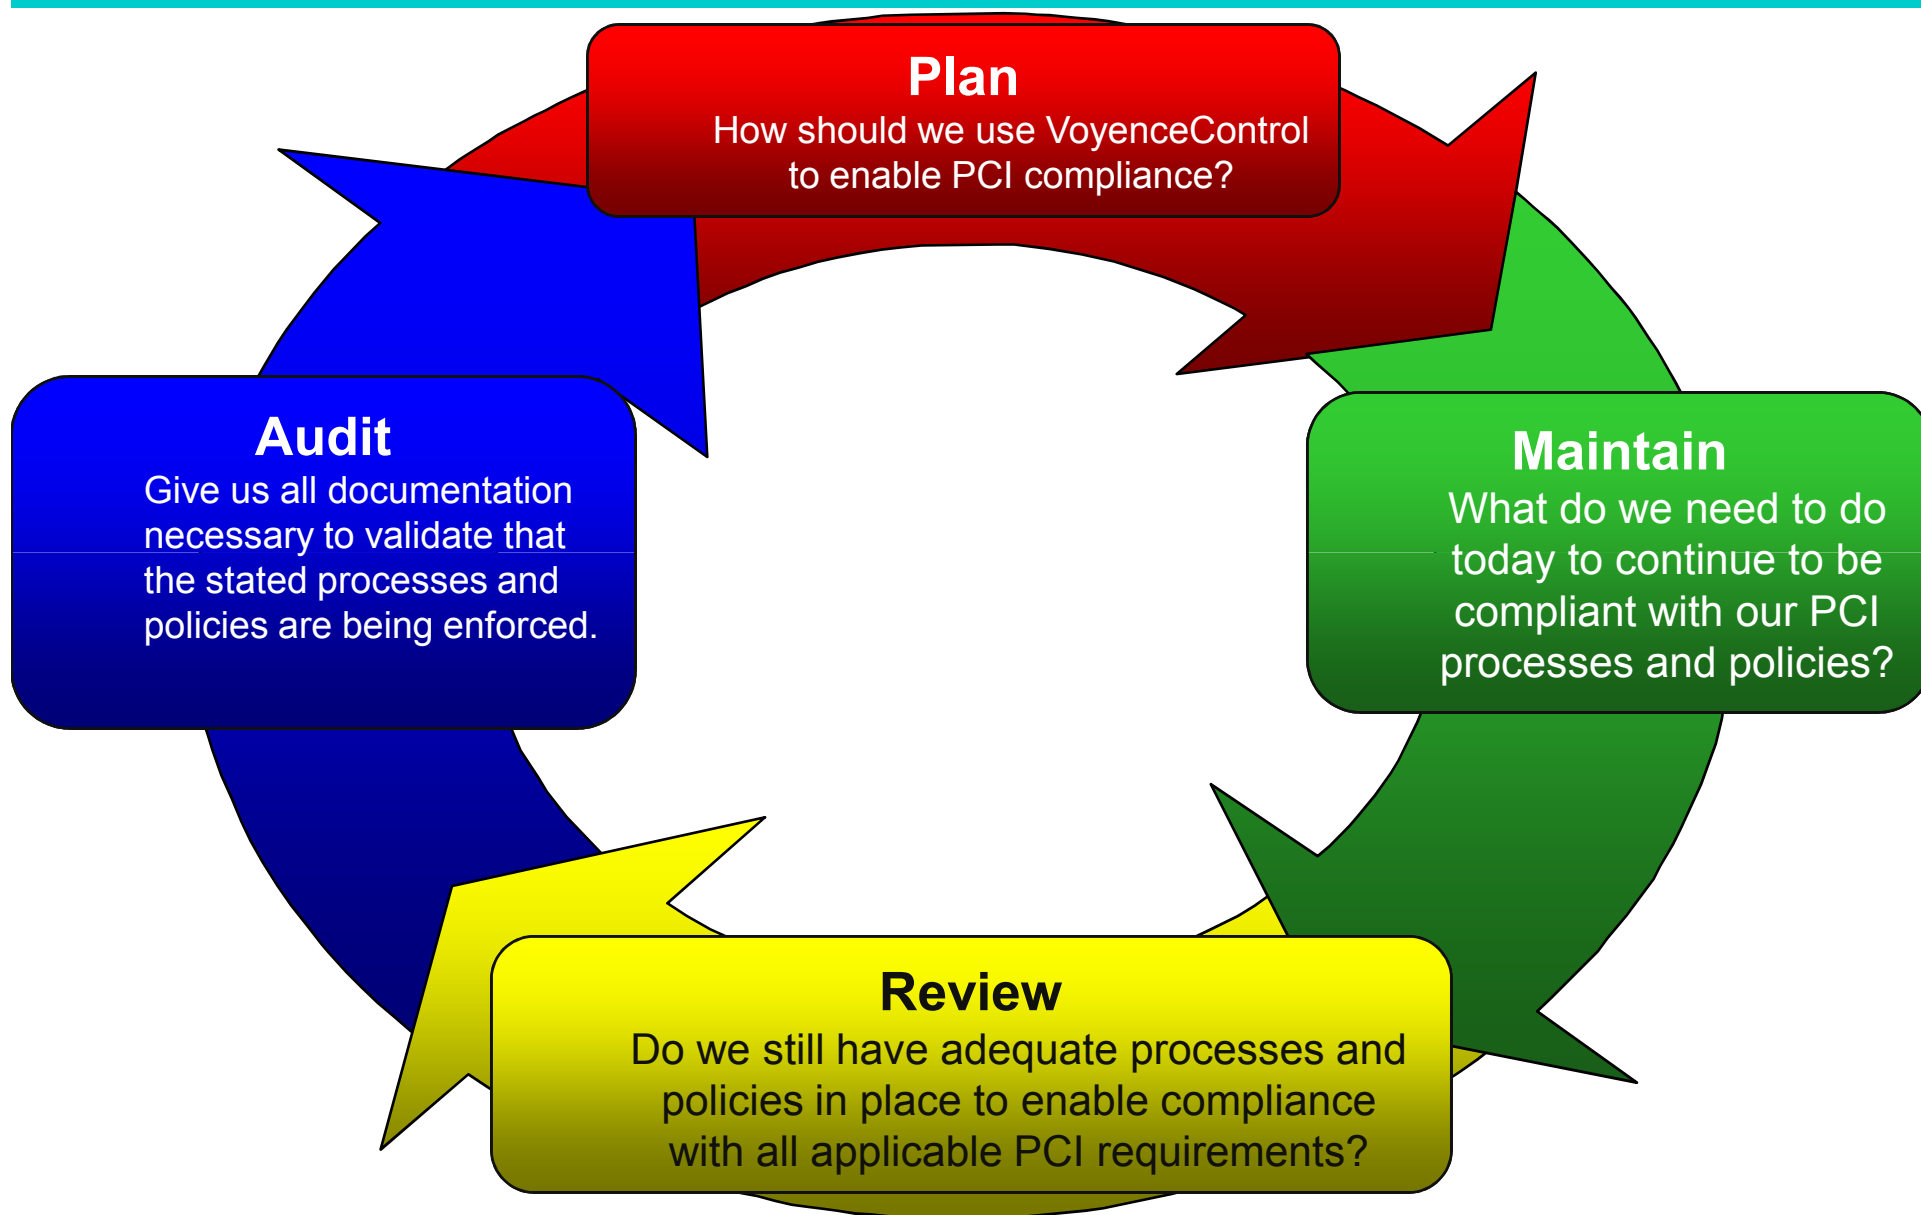 Plan
How should we use VoyenceControl
to enable PCI compliance?
Audit
Give us all documentation
necessary to validate that
the stated processes and
policies are being enforced.
Maintain
What do we need to do
today to continue to be
compliant with our PCI
processes and policies?
Review
Do we still have adequate processes and
policies in place to enable compliance
with all applicable PCI requirements?